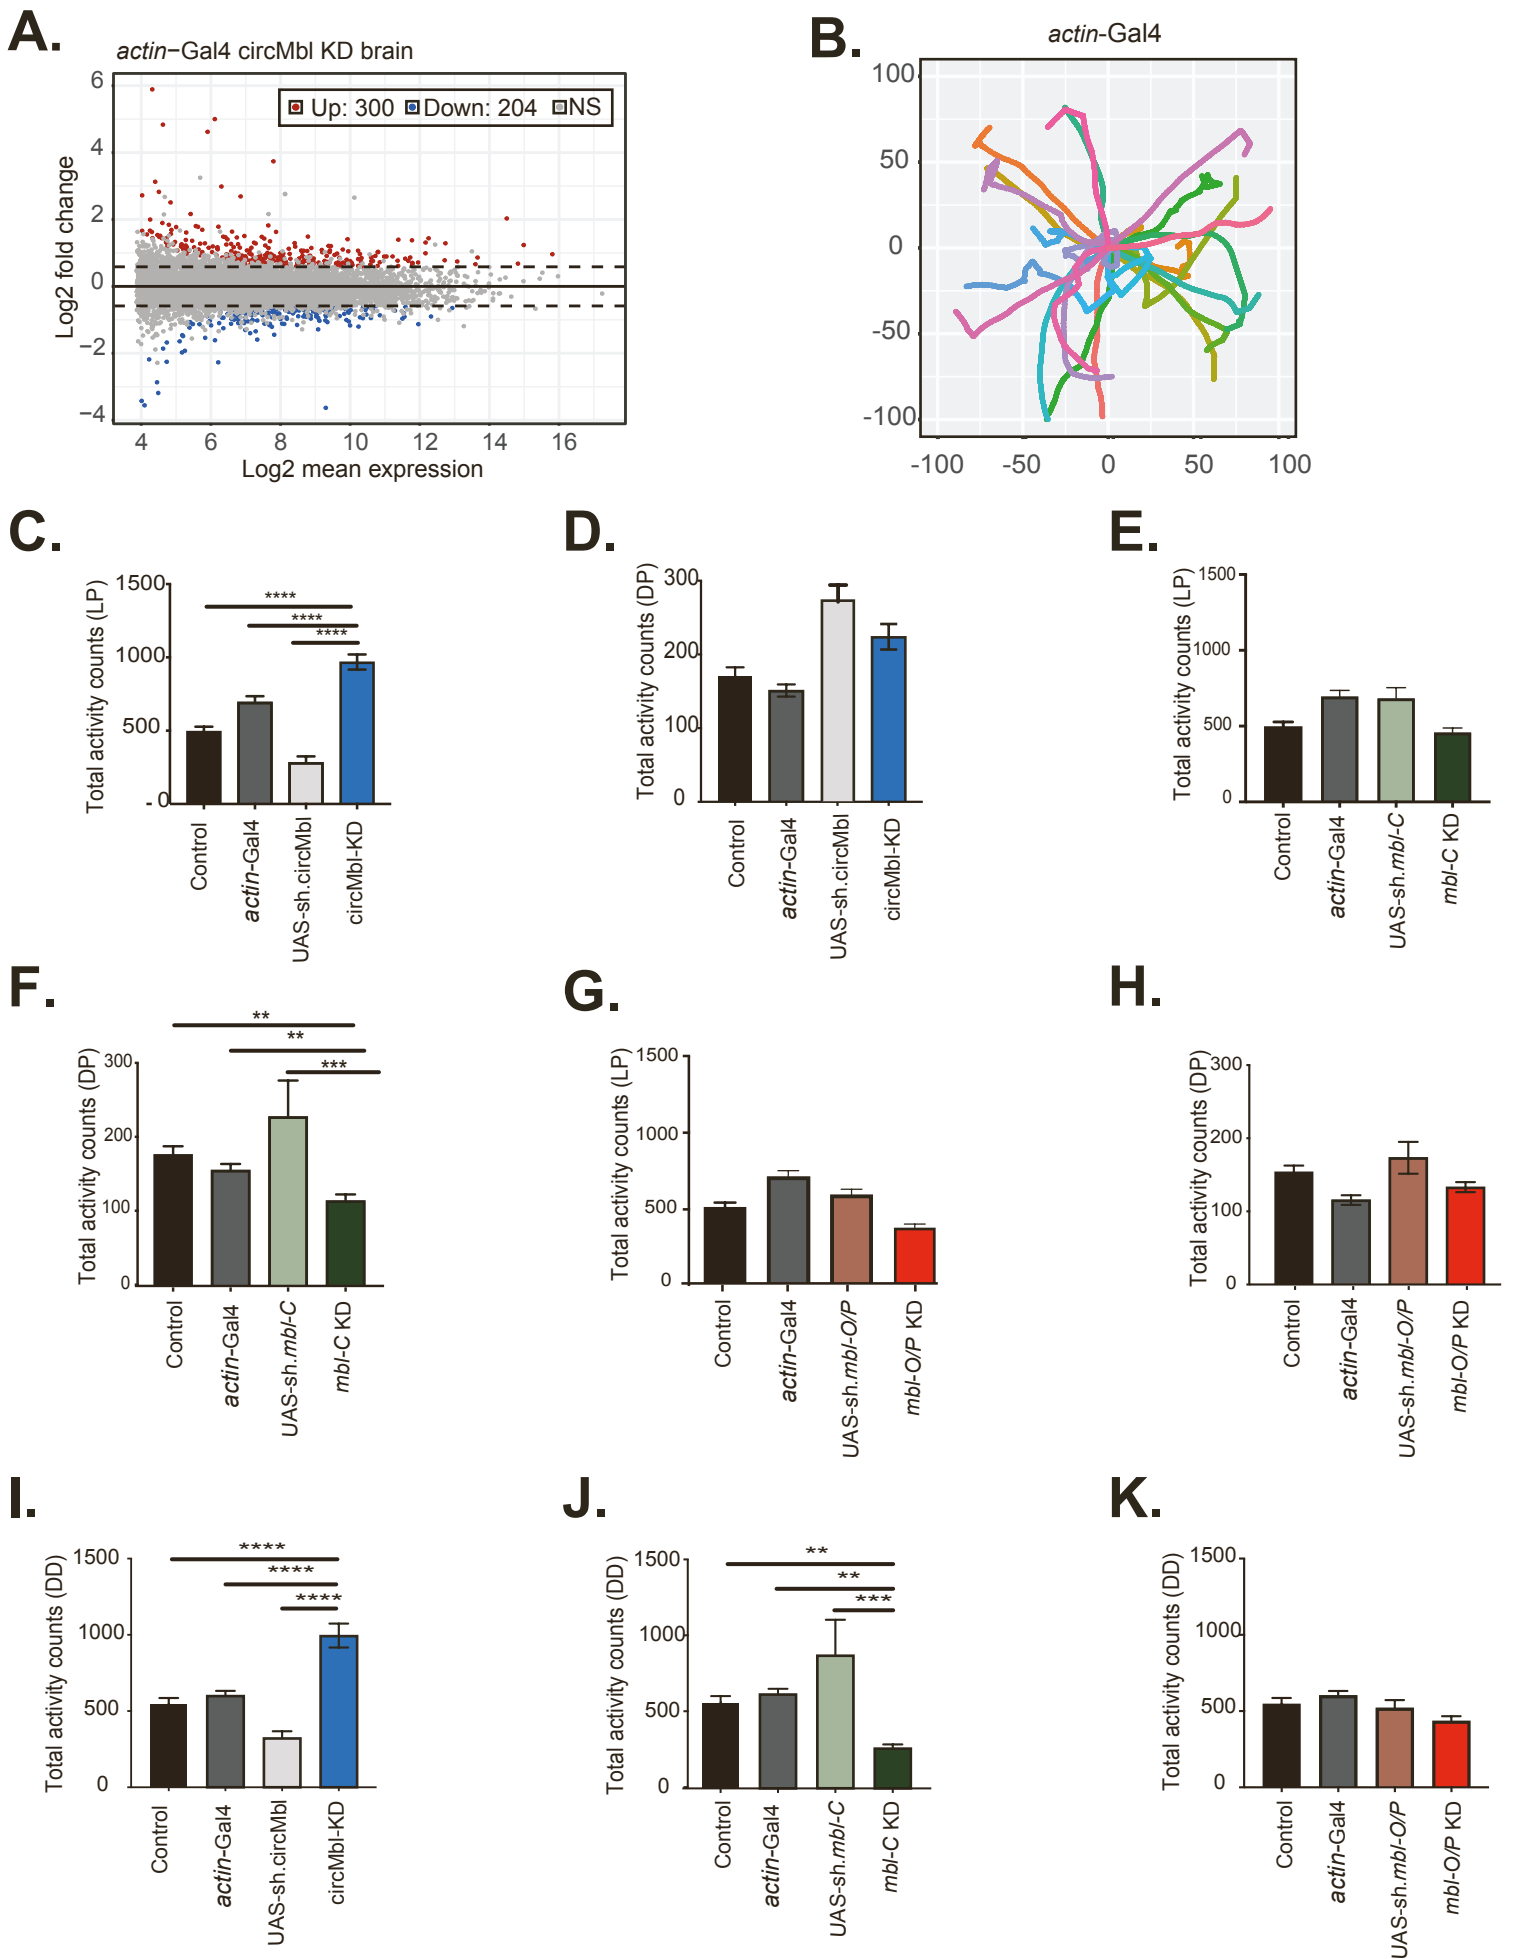 A.
actin−Gal4 circMbl KD brain
Up: 300 Down: 204 NS
Log2 fold change
6
4
2
0
−2
−4
4 6 8 10 12 14 16
Log2 mean expression
B.
actin-Gal4
100
50
0
-50
-100
-100 -50 0 50 100
C.
Total activity counts (LP)
1500
1000
500
- 0
****
****
****
Control
actin-Gal4
UAS-sh.circMbl
circMbl-KD
D.
Total activity counts (DP)
300
200
100
0
Control
actin-Gal4
UAS-sh.circMbl
circMbl-KD
E.
Total activity counts (LP)
1500
1000
500
0
Control
actin-Gal4
UAS-sh.mbl-C
mbl-C KD
F.
Total activity counts (DP)
300
200
100
0
**
**
***
Control
actin-Gal4
UAS-sh.mbl-C
mbl-C KD
G.
Total activity counts (LP)
1500
1000
500
0
Control
actin-Gal4
UAS-sh.mbl-O/P
mbl-O/P KD
H.
Total activity counts (DP)
300
200
100
0
Control
actin-Gal4
UAS-sh.mbl-O/P
mbl-O/P KD
I.
Total activity counts (DD)
1500
1000
500
0
****
****
****
Control
actin-Gal4
UAS-sh.circMbl
circMbl-KD
J.
Total activity counts (DD)
1500
1000
500
0
**
**
***
Control
actin-Gal4
UAS-sh.mbl-C
mbl-C KD
K.
Total activity counts (DD)
1500
1000
500
0
Control
actin-Gal4
UAS-sh.mbl-O/P
mbl-O/P KD